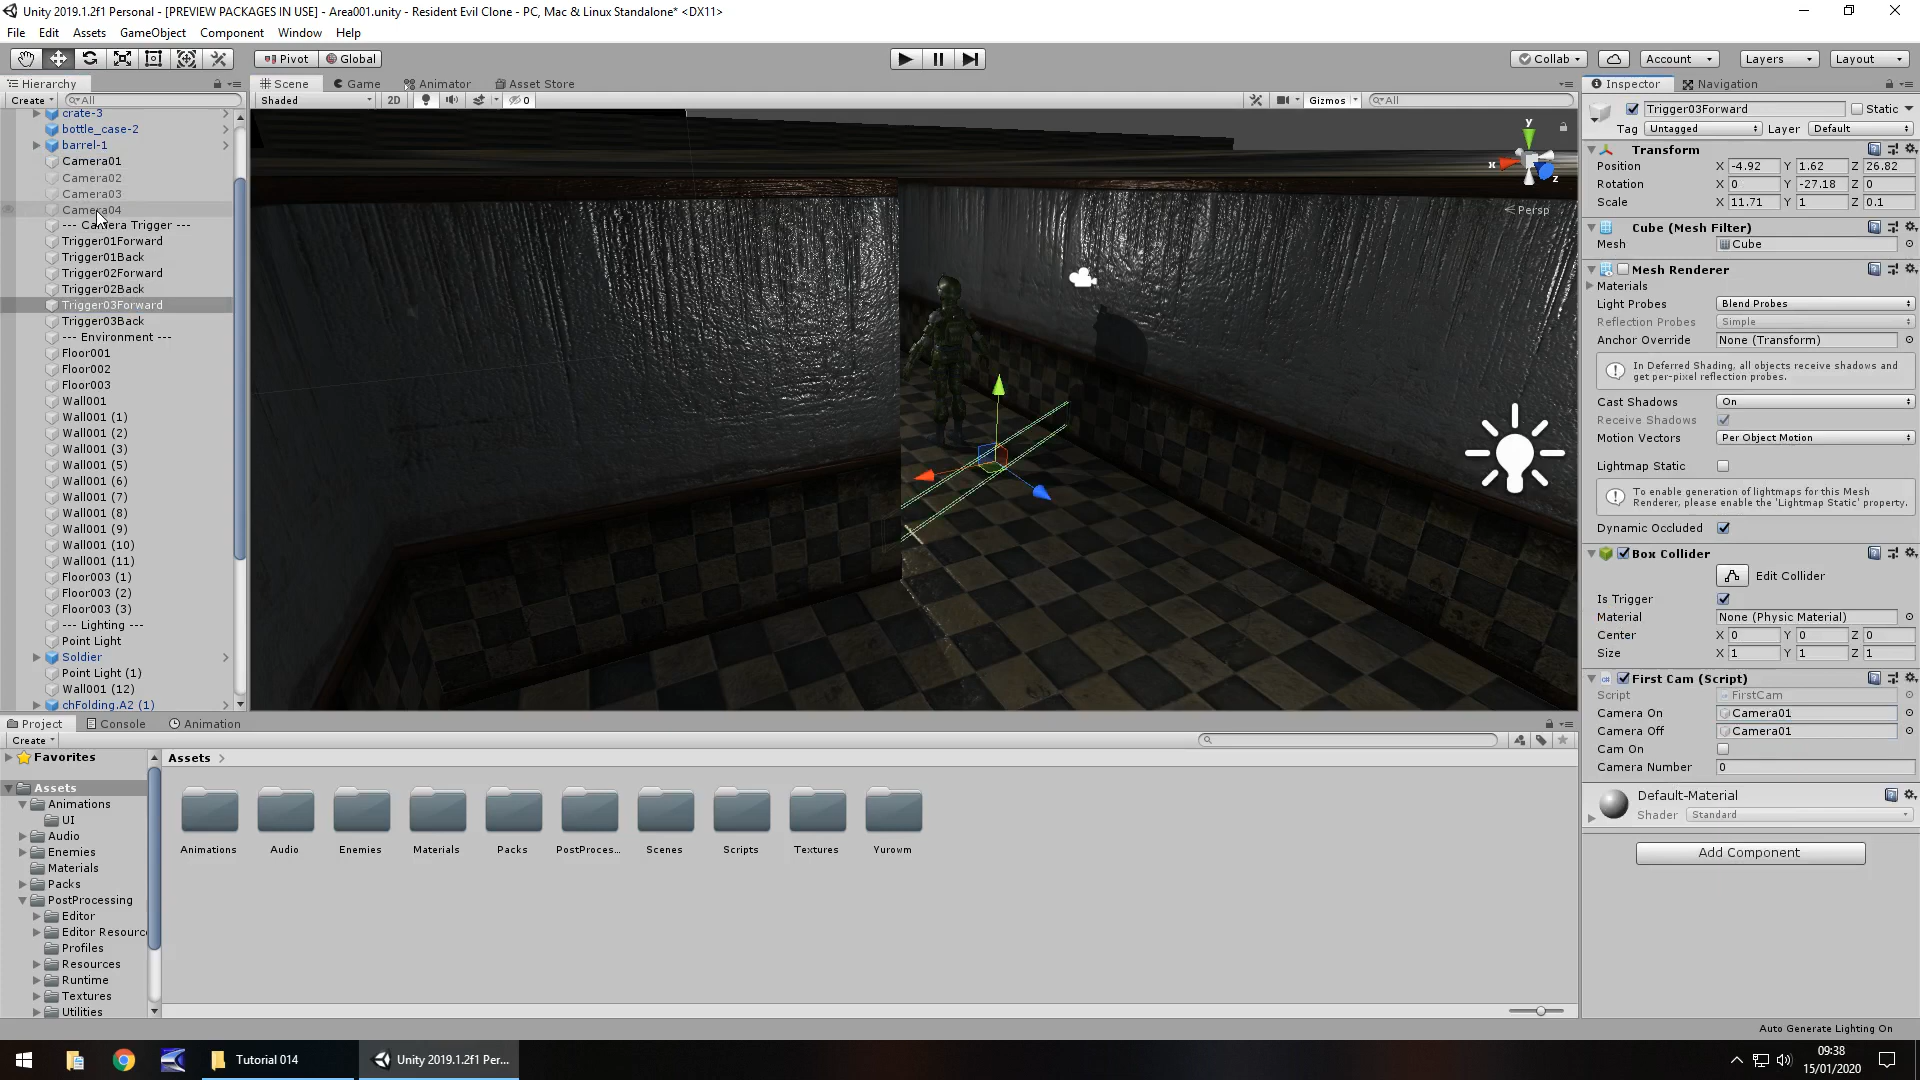 Unity 2019.1.2f1 Personal - [PREVIEW PACKAGES IN USE] - Area001.unity - Resident Evil Clone - PC, Mac & Linux Standalone* <DX11>
File Edit Assets GameObject Component Window Help
Pivot Global Collab Account Layers Layout
Hierarchy
Create All
crate-3
bottle_case-2
barrel-1
Camera01
Camera02
Camera03
Camera04
--- Camera Trigger ---
Trigger01Forward
Trigger01Back
Trigger02Forward
Trigger02Back
Trigger03Forward
Trigger03Back
--- Environment ---
Floor001
Floor002
Floor003
Wall001
Wall001 (1)
Wall001 (2)
Wall001 (3)
Wall001 (5)
Wall001 (6)
Wall001 (7)
Wall001 (8)
Wall001 (9)
Wall001 (10)
Wall001 (11)
Floor003 (1)
Floor003 (2)
Floor003 (3)
--- Lighting ---
Point Light
Soldier
Point Light (1)
Wall001 (12)
chFolding.A2 (1)
Scene Game Animator Asset Store
Shaded 2D 0 Gizmos All
y
x
z
Persp
Inspector Navigation
Trigger03Forward Static
Tag Untagged Layer Default
Transform
Position X -4.92 Y 1.62 Z 26.82
Rotation X 0 Y -27.18 Z 0
Scale X 11.71 Y 1 Z 0.1
Cube (Mesh Filter)
Mesh Cube
Mesh Renderer
Materials
Light Probes Blend Probes
Reflection Probes Simple
Anchor Override None (Transform)
In Deferred Shading, all objects receive shadows and
get per-pixel reflection probes.
Cast Shadows On
Receive Shadows
Motion Vectors Per Object Motion
Lightmap Static
To enable generation of lightmaps for this Mesh
Renderer, please enable the 'Lightmap Static' property.
Dynamic Occluded
Box Collider
Edit Collider
Is Trigger
Material None (Physic Material)
Center X 0 Y 0 Z 0
Size X 1 Y 1 Z 1
First Cam (Script)
Script FirstCam
Camera On Camera01
Camera Off Camera01
Cam On
Camera Number 0
Default-Material
Shader Standard
Add Component
Project Console Animation
Create
Favorites
Assets
Animations
UI
Audio
Enemies
Materials
Packs
PostProcessing
Editor
Editor Resource
Profiles
Resources
Runtime
Textures
Utilities
Assets
Animations Audio Enemies Materials Packs PostProces... Scenes Scripts Textures Yurowm
Auto Generate Lighting On
Tutorial 014 Unity 2019.1.2f1 Per...
09:38
15/01/2020